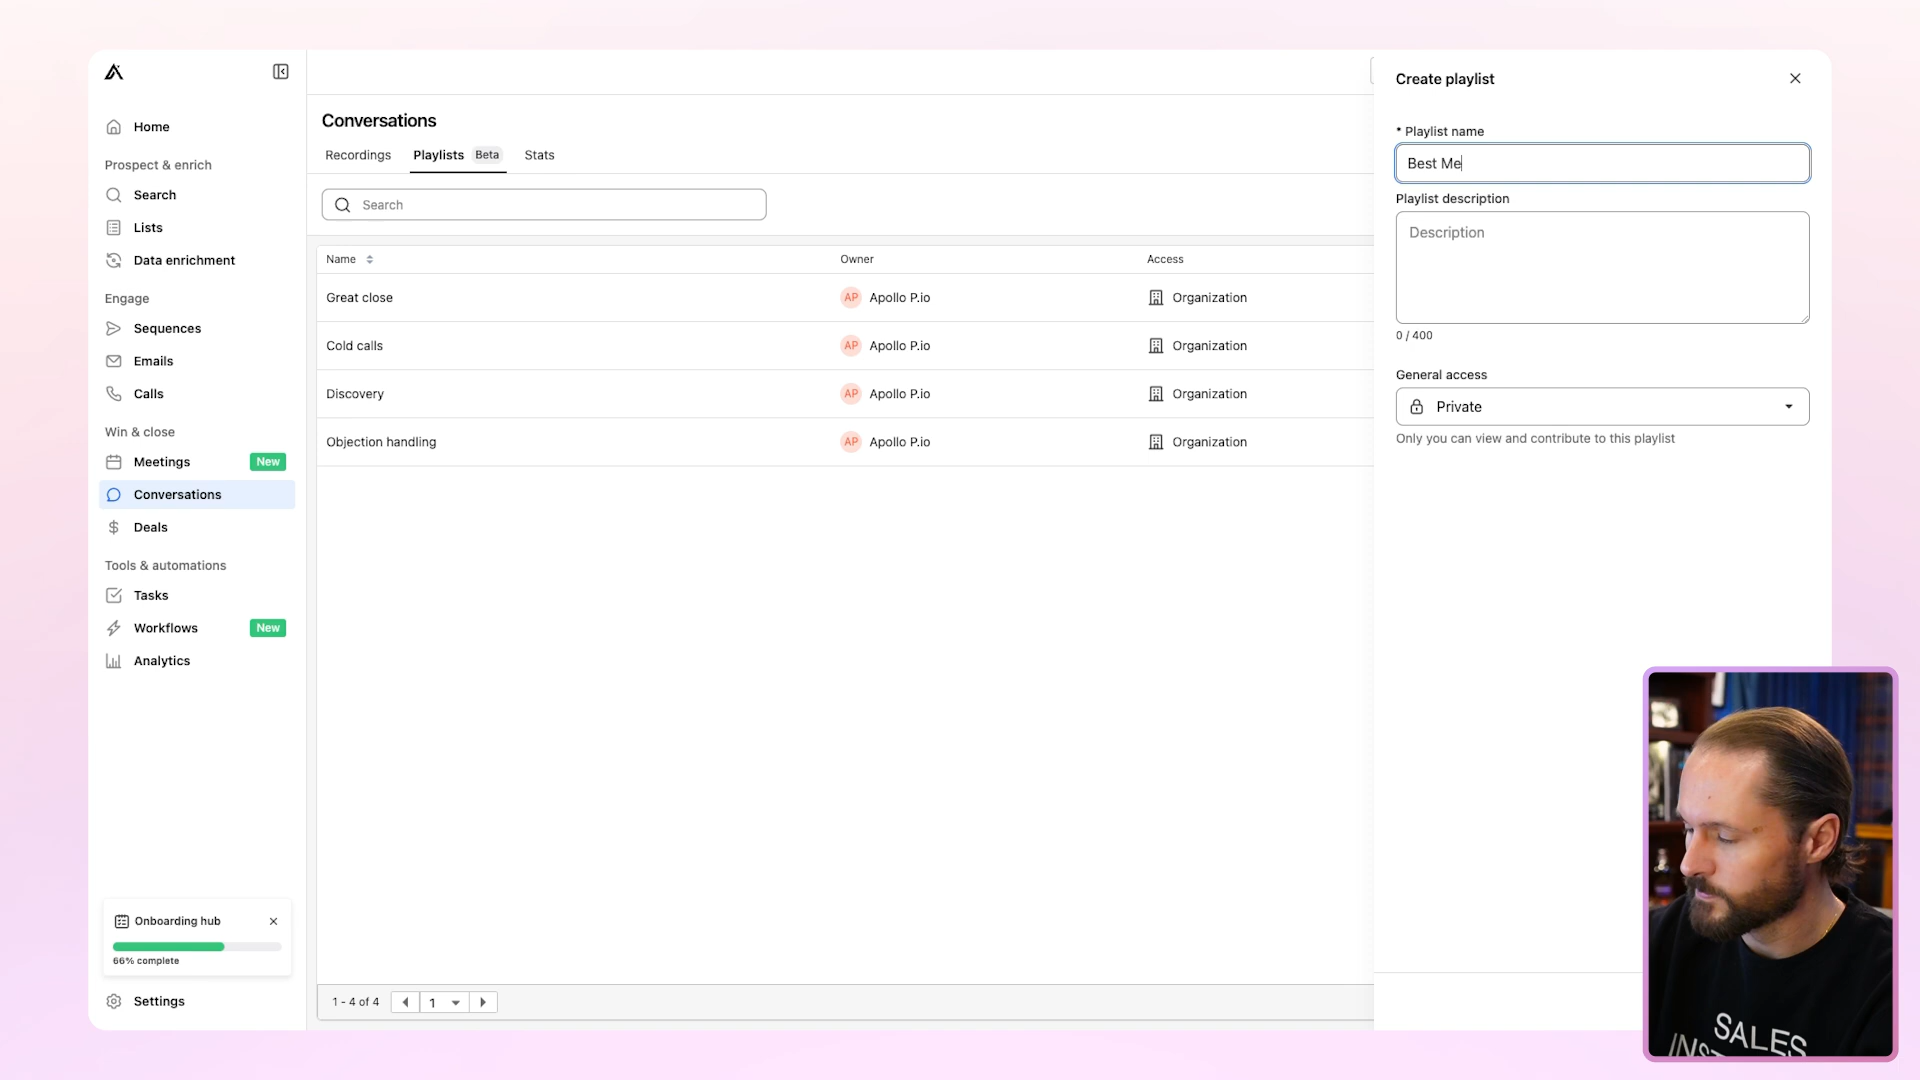 Home
Prospect & enrich
Search
Lists
Data enrichment
Engage
Sequences
Emails
Calls
Win & close
Meetings New
Conversations
Deals
Tools & automations
Tasks
Workflows New
Analytics
Onboarding hub
66% complete
Settings
Conversations
Recordings Playlists Beta Stats
Search
Name Owner Access
Great close AP Apollo P.io Organization
Cold calls AP Apollo P.io Organization
Discovery AP Apollo P.io Organization
Objection handling AP Apollo P.io Organization
1 - 4 of 4 1
Create playlist
* Playlist name
Best Me
Playlist description
Description
0 / 400
General access
Private
Only you can view and contribute to this playlist
SALES